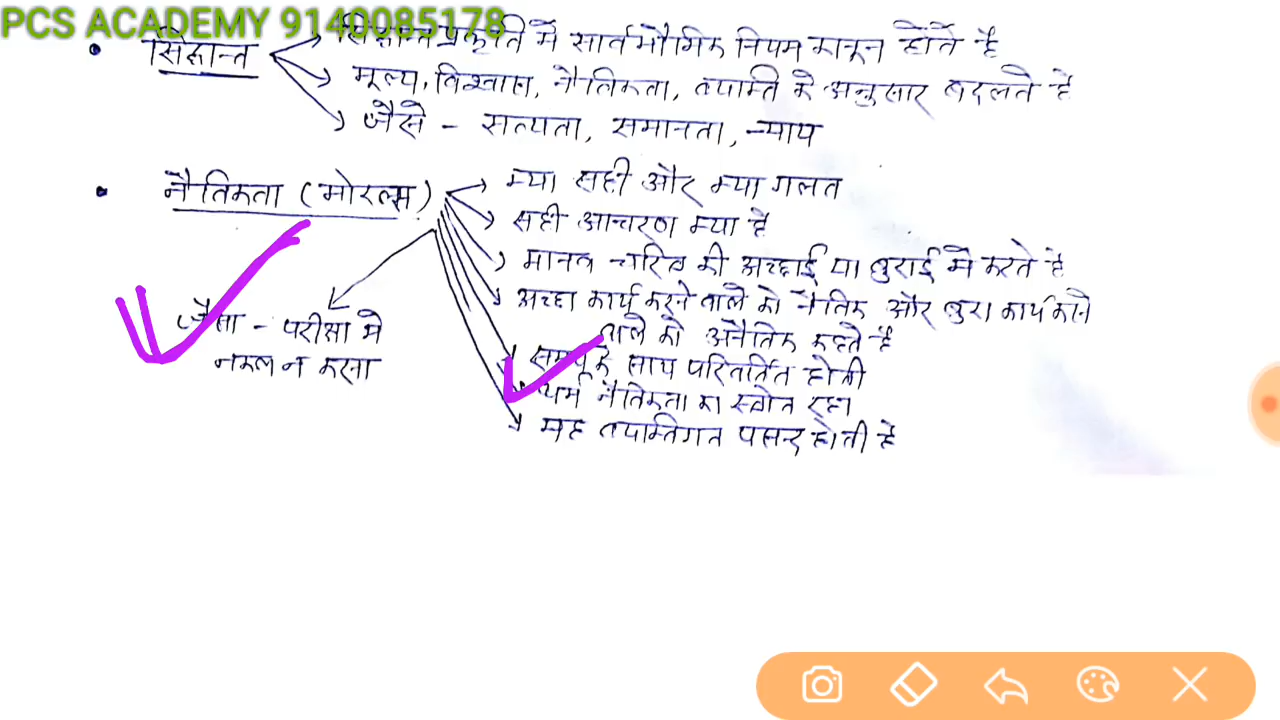 PCS ACADEMY 9140085178
सिद्धान्त
सिद्धान्त प्रकृति में सार्वभौमिक नियम कानून होते है
मूल्य, विश्वास, नैतिकता, व्यक्ति के अनुसार बदलते है
जैसे - सत्यता, समानता, न्याय
नैतिकता (मोरल्स)
क्या सही और क्या गलत
सही आचरण क्या है
मानव चरित्र की अच्छाई या बुराई में करते है
अच्छा कार्य करने वाले को नैतिक और बुरा कार्य करने
वाले को अनैतिक कहते है
समय के साथ परिवर्तित होती
धर्म नैतिकता का स्त्रोत रहा
यह व्यक्तिगत पसन्द होती है
जैसा - परीक्षा मे
नकल न करना